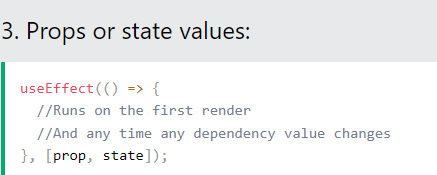 3. Props or state values:
useEffect(() => {
  //Runs on the first render
  //And any time any dependency value changes
}, [prop, state]);